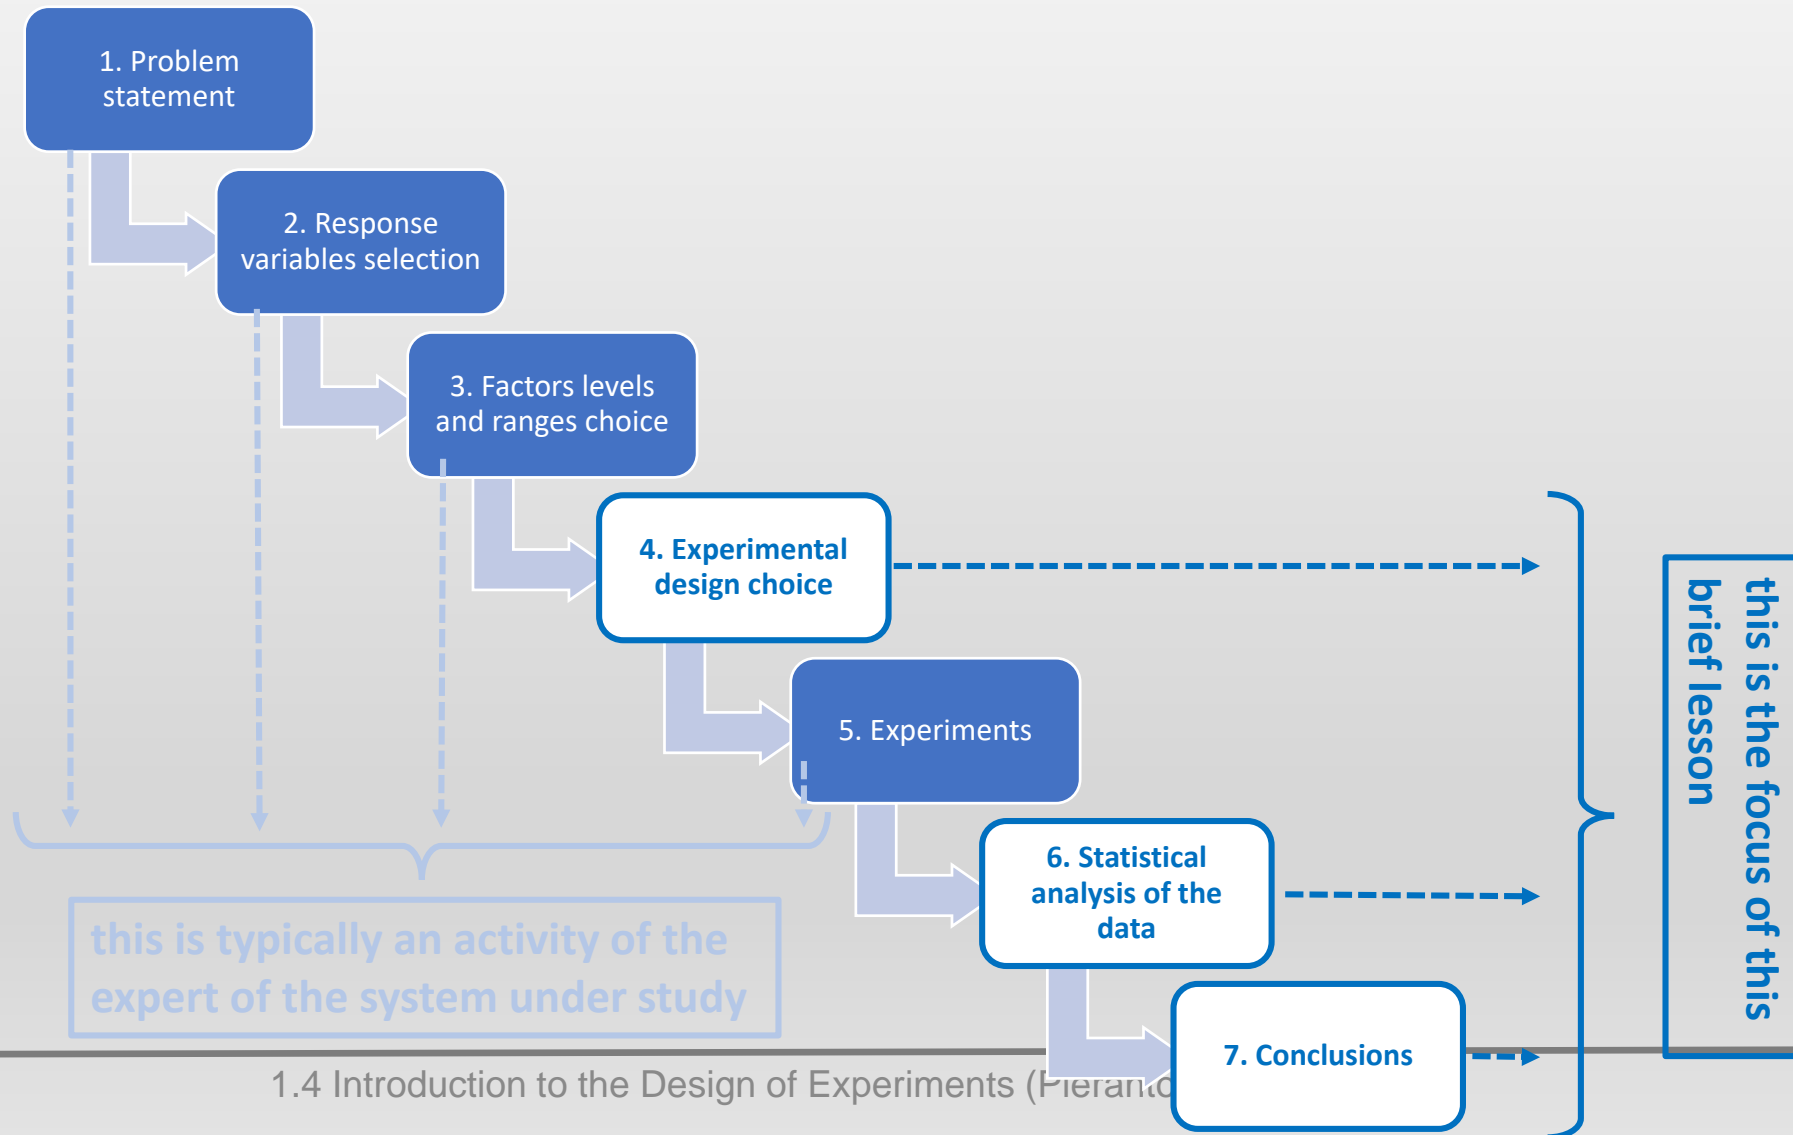 1. Problem
statement
2. Response
variables selection
3. Factors levels
and ranges choice
4. Experimental
design choice
5. Experiments
6. Statistical
analysis of the
data
7. Conclusions
this is the focus of this
brief lesson
this is typically an activity of the
expert of the system under study
1.4 Introduction to the Design of Experiments